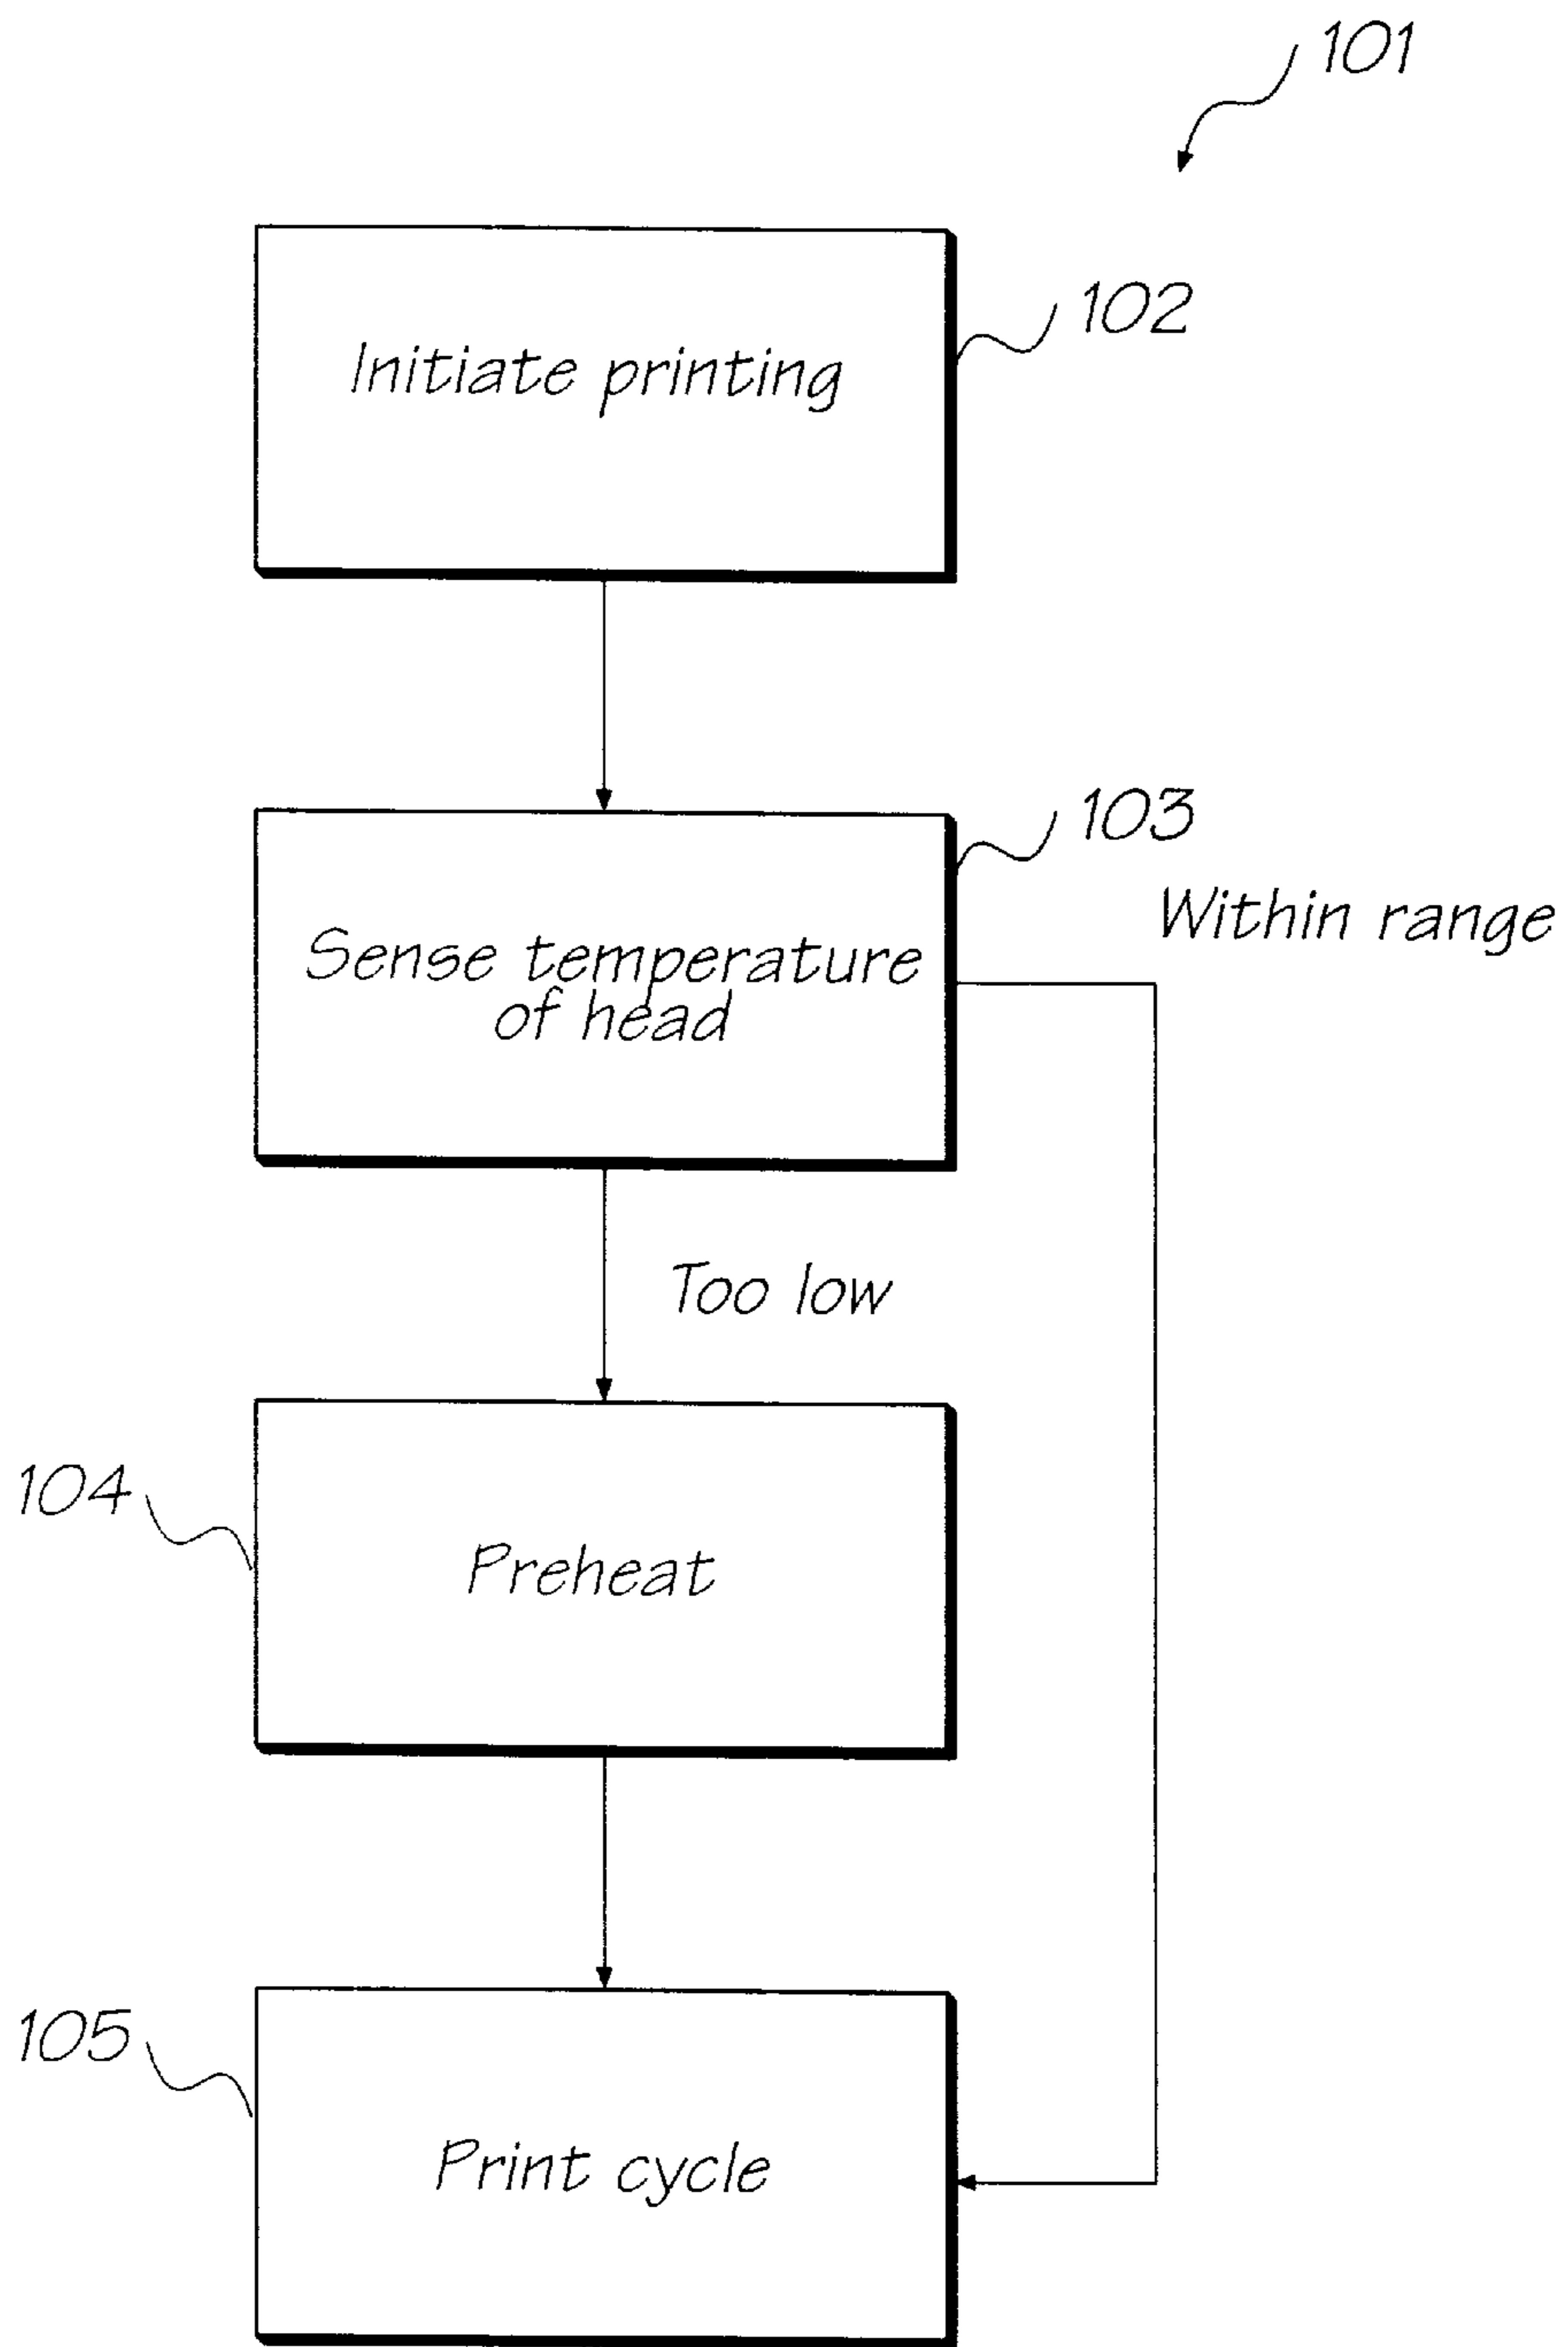 101
Initiate printing
102
103
Within range
Sense temperature
of head
Too low
104
Preheat
105
Print cycle